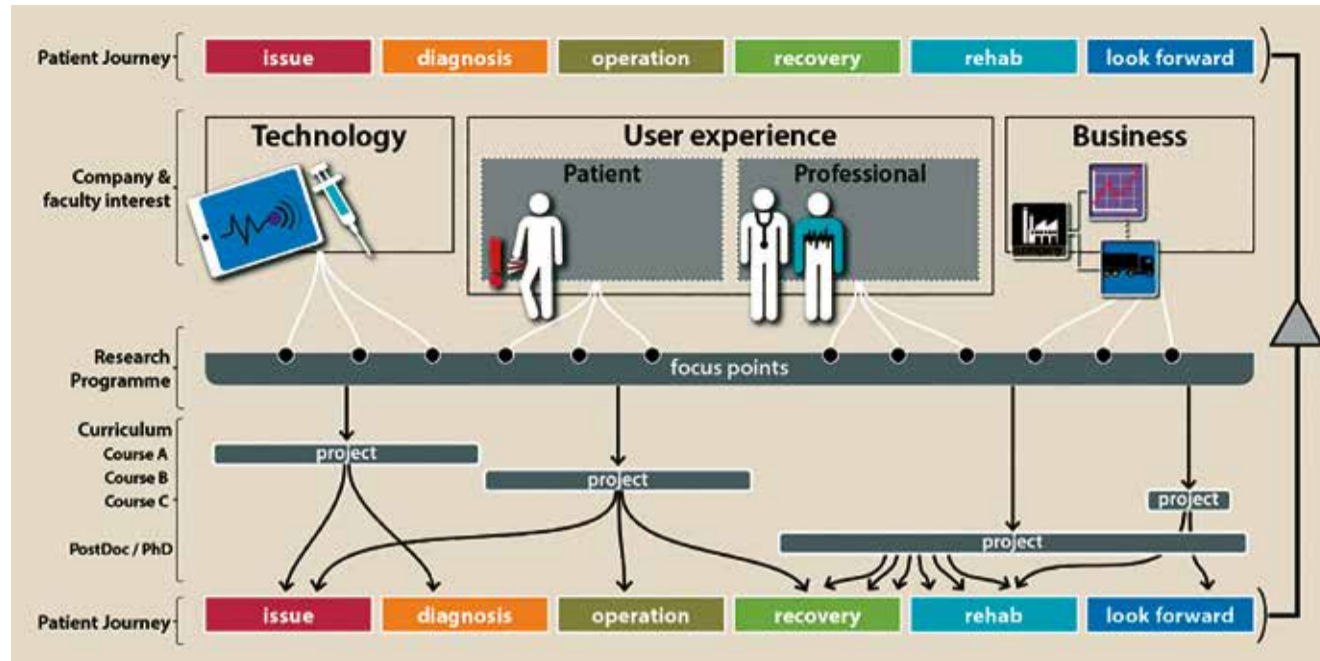 Patient Journey
issue
diagnosis
operation
recovery
rehab
look forward
Company &
faculty interest
Technology
User experience
Patient
Professional
Business
Research
Programme
focus points
Curriculum
Course A
project
Course B
project
Course C
project
PostDoc / PhD
project
Patient Journey
issue
diagnosis
operation
recovery
rehab
look forward